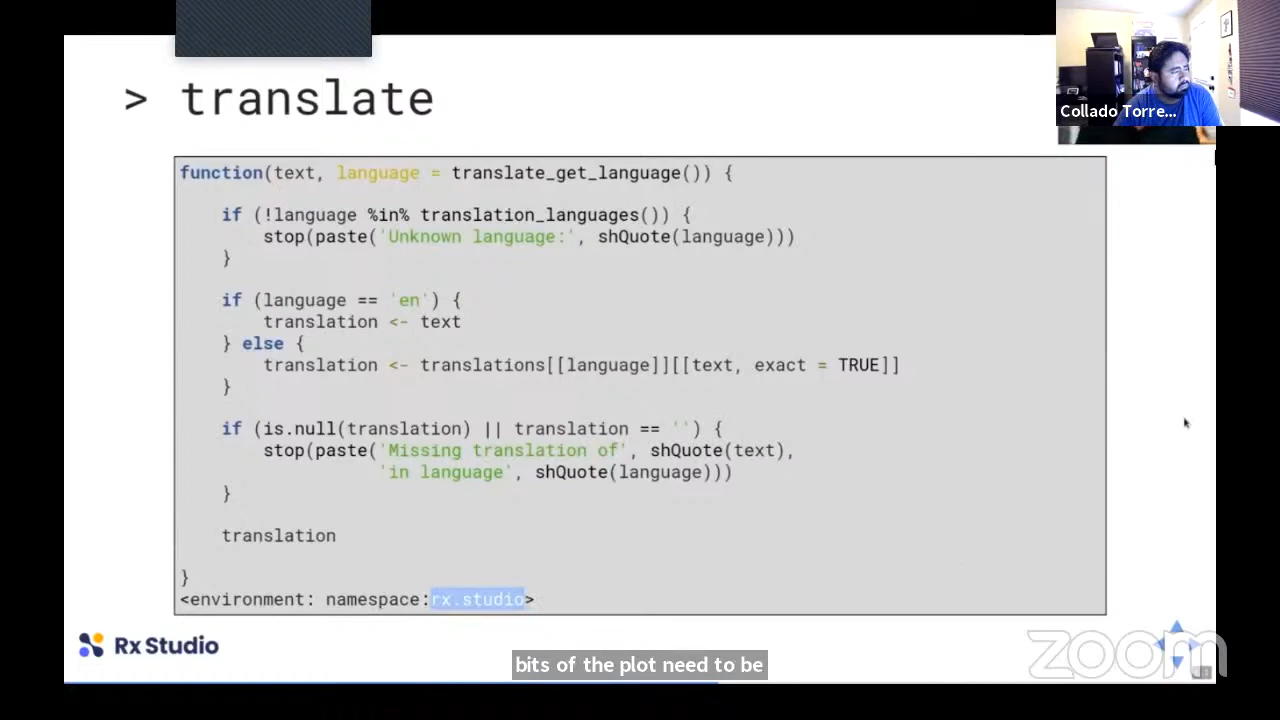 > translate
Collado Torre...
function(text, language = translate_get_language()) {
if (!language %in% translation_languages()) {
stop(paste('Unknown language:', shQuote(language)))
}
if (language == 'en') {
translation <- text
} else {
translation <- translations[[language]][[text, exact = TRUE]]
}
if (is.null(translation) || translation == '') {
stop(paste('Missing translation of', shQuote(text),
'in language', shQuote(language)))
}
translation
}
<environment: namespace:rx.studio>
Rx Studio
bits of the plot need to be
zoom